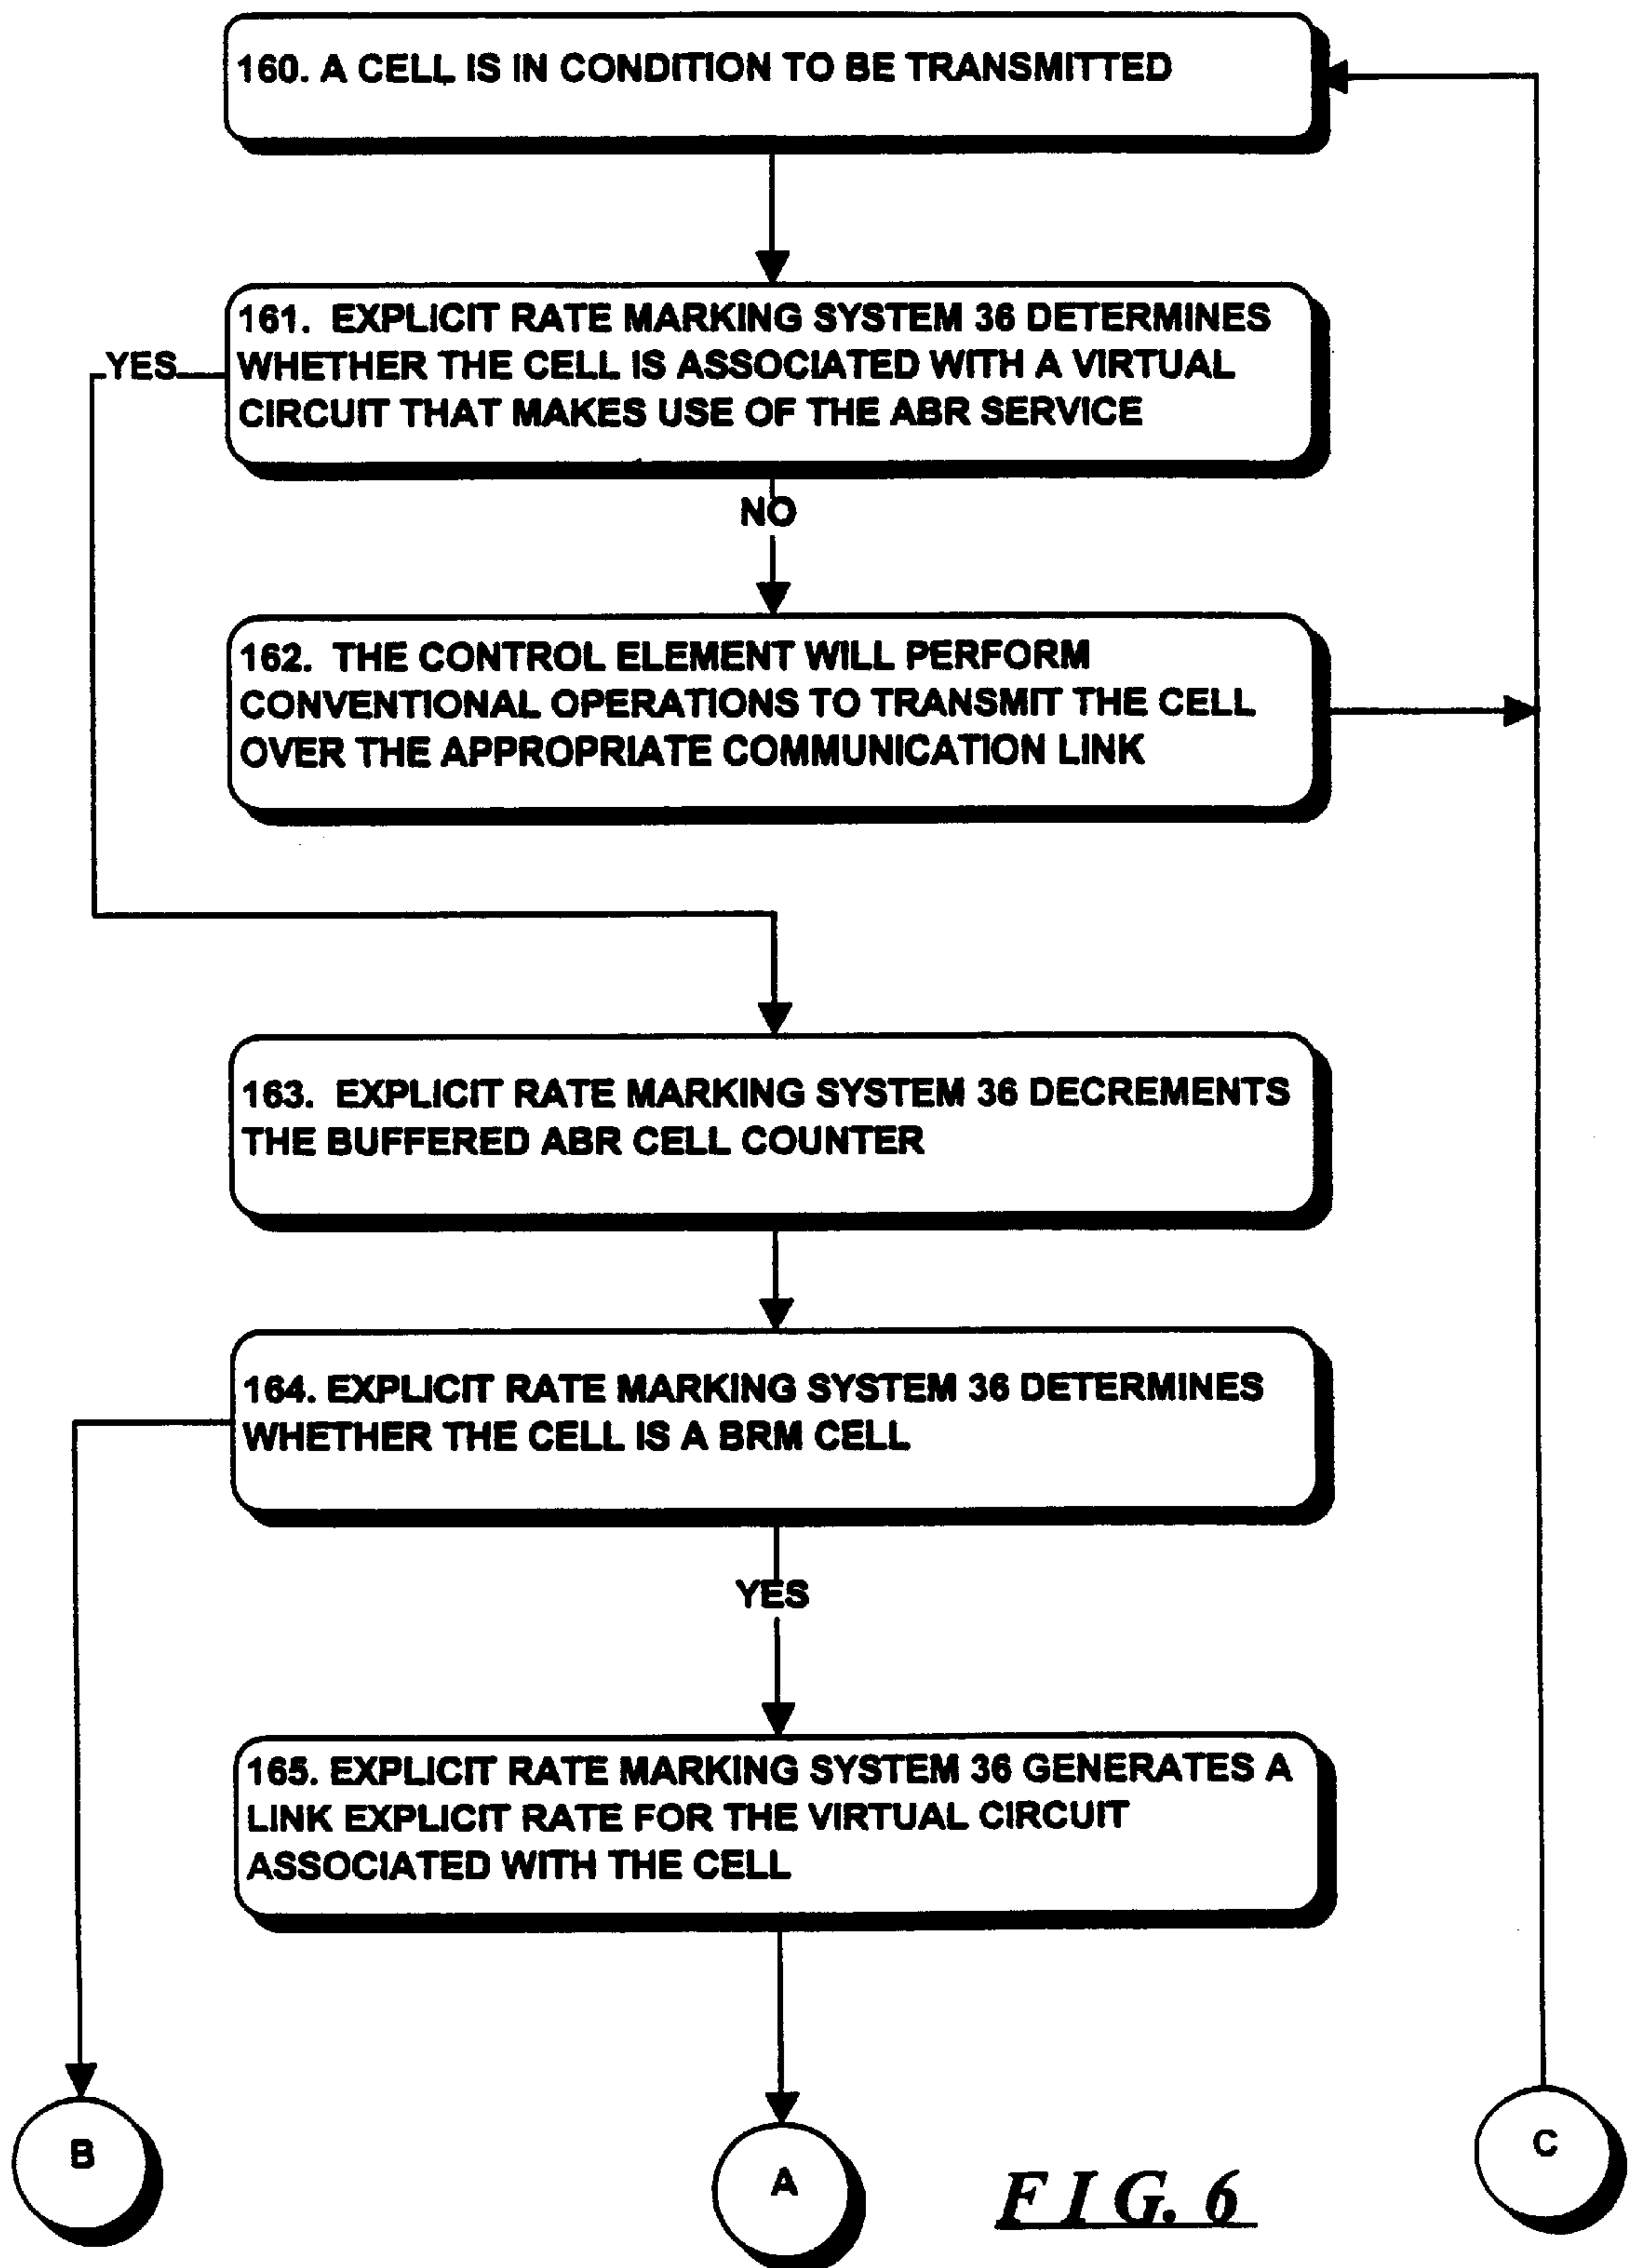 160. A CELL IS IN CONDITION TO BE TRANSMITTED
161. EXPLICIT RATE MARKING SYSTEM 36 DETERMINES
WHETHER THE CELL IS ASSOCIATED WITH A VIRTUAL
CIRCUIT THAT MAKES USE OF THE ABR SERVICE
YES
NO
162. THE CONTROL ELEMENT WILL PERFORM
CONVENTIONAL OPERATIONS TO TRANSMIT THE CELL
OVER THE APPROPRIATE COMMUNICATION LINK
163. EXPLICIT RATE MARKING SYSTEM 36 DECREMENTS
THE BUFFERED ABR CELL COUNTER
164. EXPLICIT RATE MARKING SYSTEM 36 DETERMINES
WHETHER THE CELL IS A BRM CELL
YES
165. EXPLICIT RATE MARKING SYSTEM 36 GENERATES A
LINK EXPLICIT RATE FOR THE VIRTUAL CIRCUIT
ASSOCIATED WITH THE CELL
B
A
C
FIG. 6